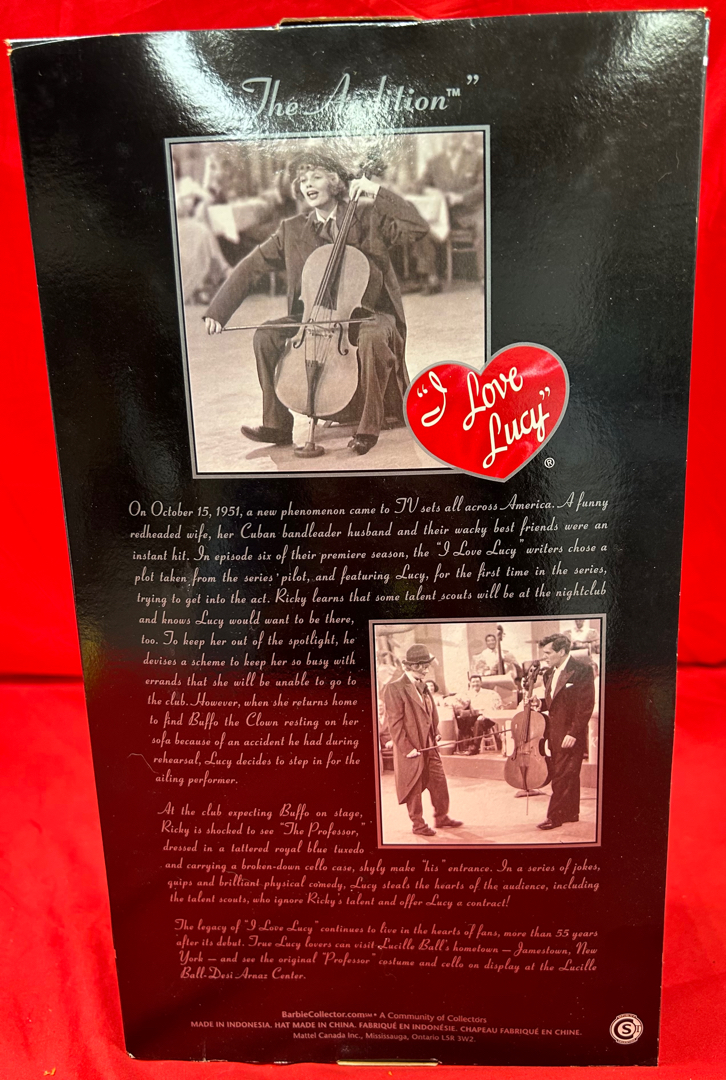 The Audition™"
"I
Love
Lucy"
®
On October 15, 1951, a new phenomenon came to TV sets all across America. A funny
redheaded wife, her Cuban bandleader husband and their wacky best friends were an
instant hit. In episode six of their premiere season, the "I Love Lucy" writers chose a
plot taken from the series' pilot, and featuring Lucy, for the first time in the series,
trying to get into the act. Ricky learns that some talent scouts will be at the nightclub
and knows Lucy would want to be there,
too. To keep her out of the spotlight, he
devises a scheme to keep her so busy with
errands that she will be unable to go to
the club. However, when she returns home
to find Buffo the Clown resting on her
sofa because of an accident he had during
rehearsal, Lucy decides to step in for the
ailing performer.
At the club expecting Buffo on stage,
Ricky is shocked to see "The Professor,"
dressed in a tattered royal blue tuxedo
and carrying a broken-down cello case, shyly make "his" entrance. In a series of jokes,
quips and brilliant physical comedy, Lucy steals the hearts of the audience, including
the talent scouts, who ignore Ricky's talent and offer Lucy a contract!
The legacy of "I Love Lucy" continues to live in the hearts of fans, more than 55 years
after its debut. True Lucy lovers can visit Lucille Ball's hometown — Jamestown, New
York — and see the original "Professor" costume and cello on display at the Lucille
Ball-Desi Arnaz Center.
BarbieCollector.com℠ • A Community of Collectors
MADE IN INDONESIA. HAT MADE IN CHINA. FABRIQUÉ EN INDONÉSIE. CHAPEAU FABRIQUÉ EN CHINE.
Mattel Canada Inc., Mississauga, Ontario L5R 3W2.
S